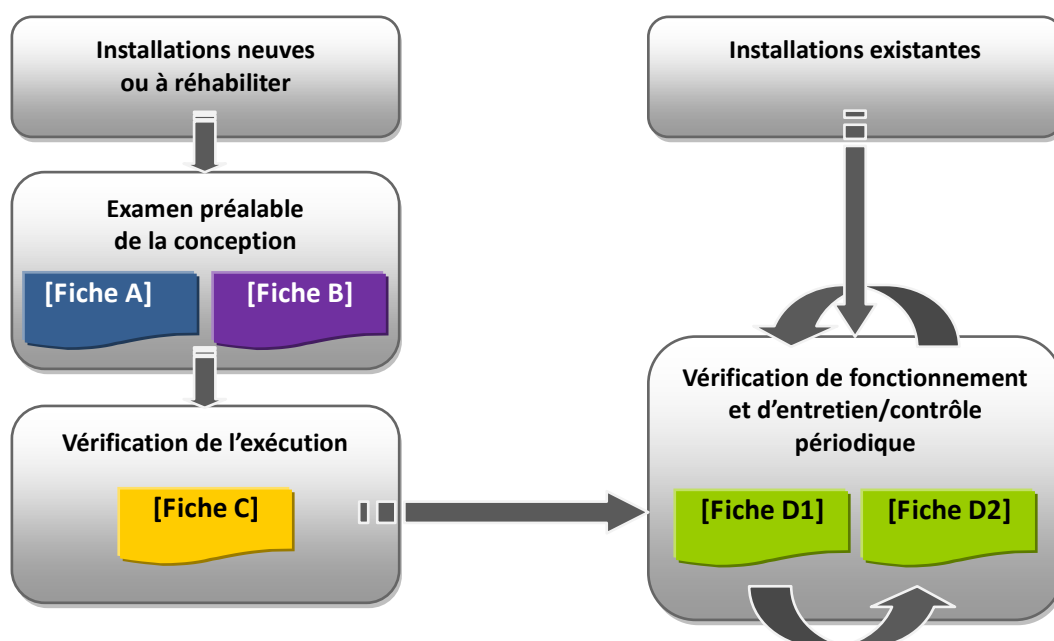 Installations neuves
ou à réhabiliter
Installations existantes
Examen préalable
de la conception
[Fiche A]
[Fiche B]
Vérification de l’exécution
[Fiche C]
Vérification de fonctionnement
et d’entretien/contrôle
périodique
[Fiche D1]
[Fiche D2]